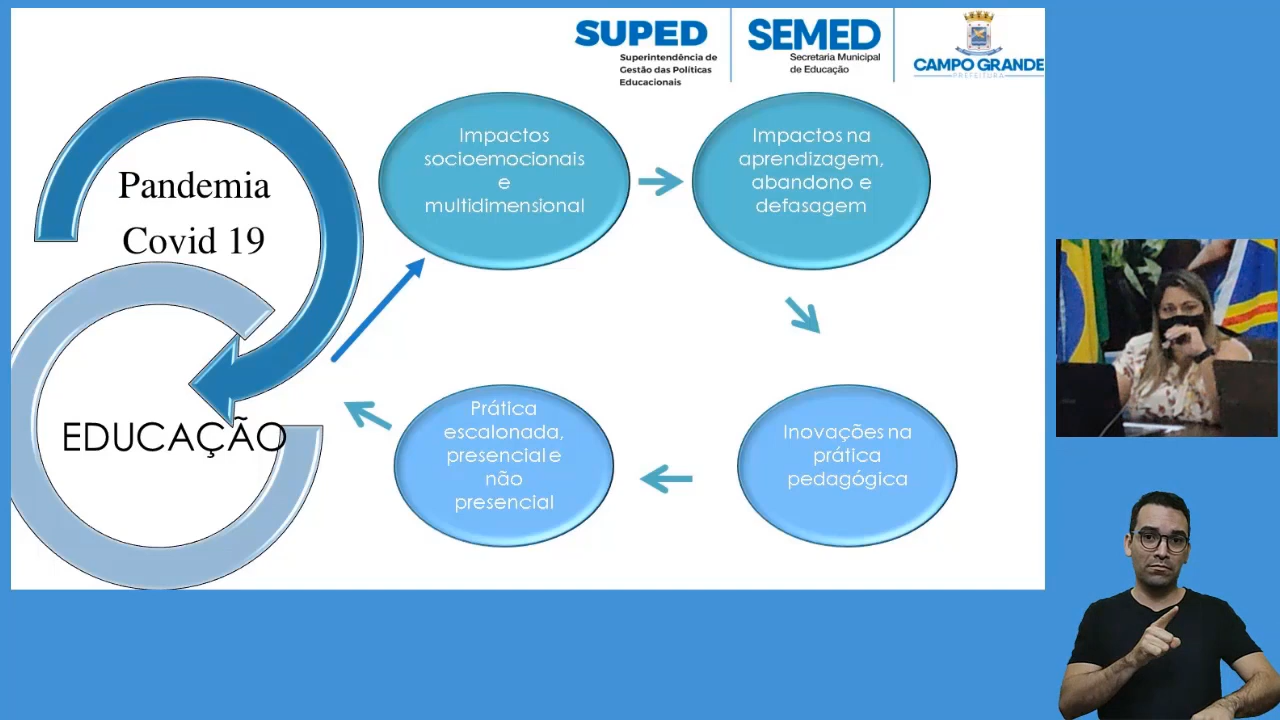 SUPED
Superintendência de
Gestão das Políticas
Educacionais
SEMED
Secretaria Municipal
de Educação
CAMPO GRANDE
PREFEITURA
Pandemia
Covid 19
EDUCAÇÃO
Impactos
socioemocionais
e
multidimensional
Impactos na
aprendizagem,
abandono e
defasagem
Inovações na
prática
pedagógica
Prática
escalonada,
presencial e
não
presencial